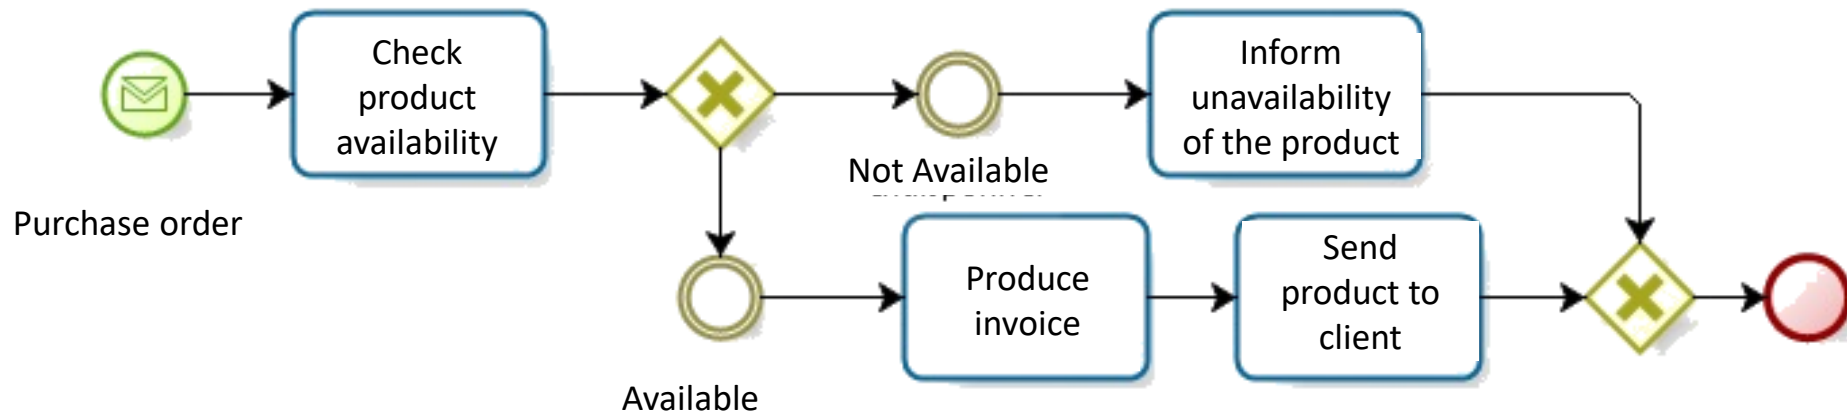 Check
product
availability
Inform
unavailability
of the product
Not Available
Purchase order
Produce
invoice
Send
product to
client
Available